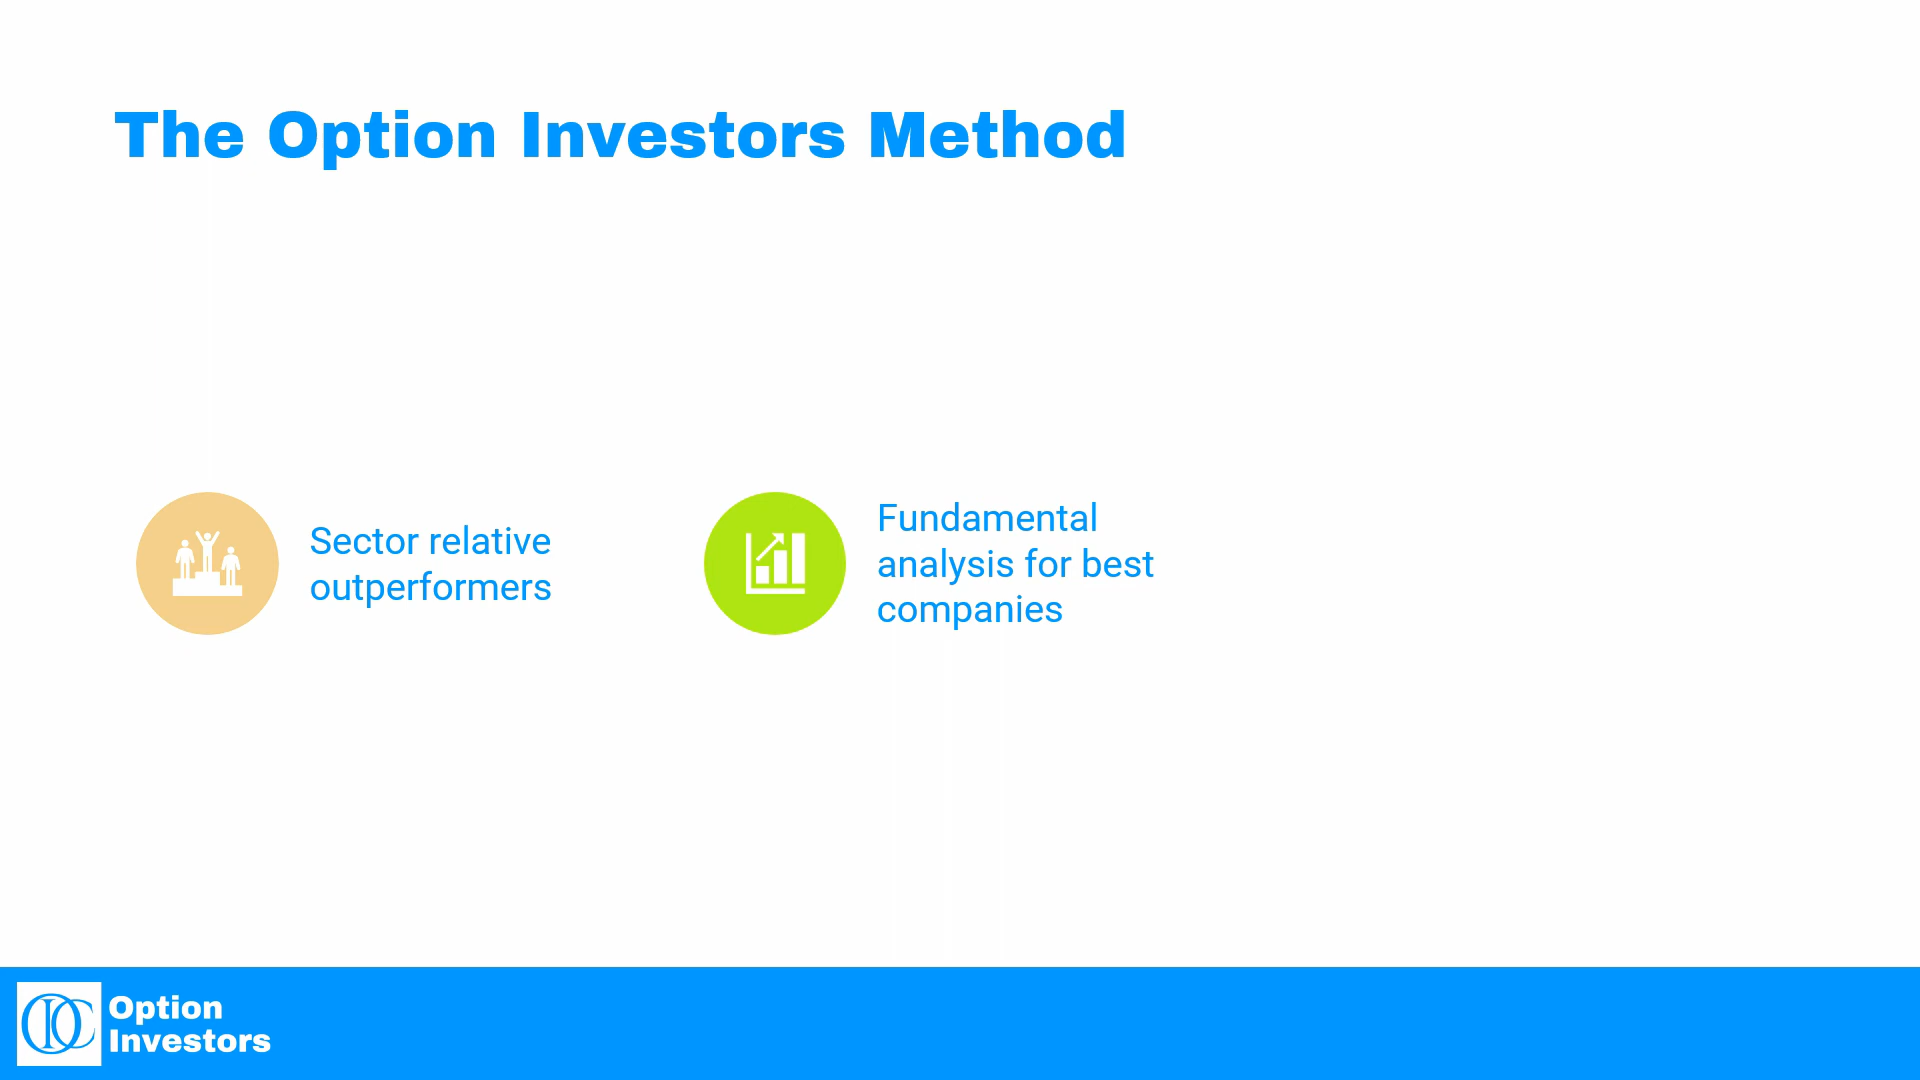 The Option Investors Method
Sector relative
outperformers
Fundamental
analysis for best
companies
Option
Investors